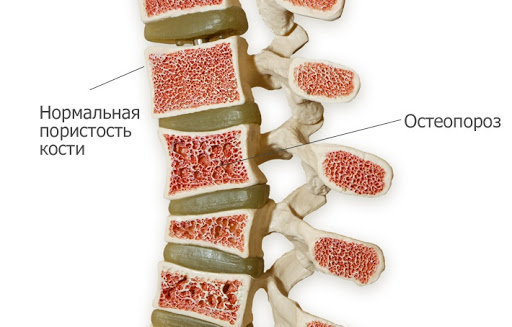 Нормальная
пористость
кости
Остеопороз